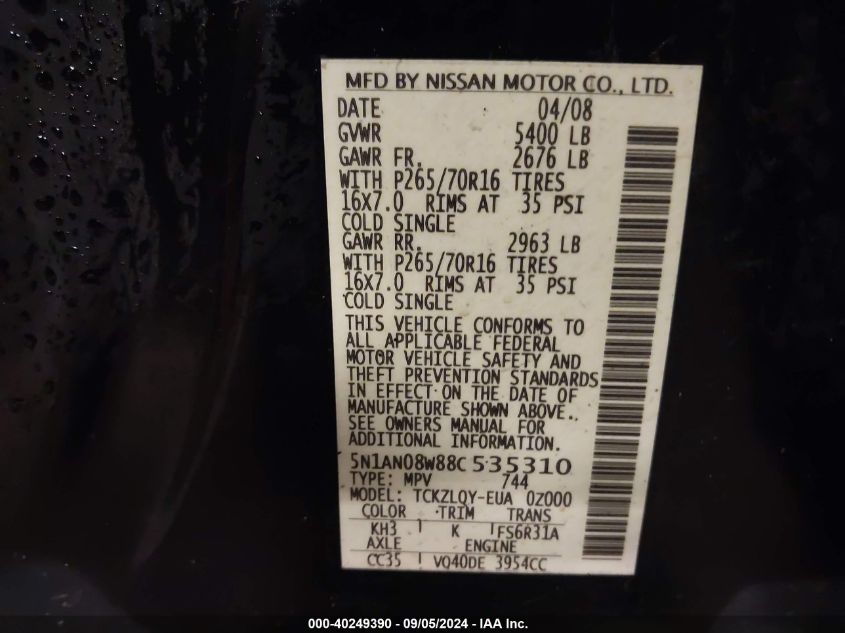 MFD BY NISSAN MOTOR CO., LTD.
DATE 04/08
GVWR 5400 LB
GAWR FR. 2676 LB
WITH P265/70R16 TIRES
16X7.0 RIMS AT 35 PSI
COLD SINGLE
GAWR RR. 2963 LB
WITH P265/70R16 TIRES
16X7.0 RIMS AT 35 PSI
COLD SINGLE
THIS VEHICLE CONFORMS TO
ALL APPLICABLE FEDERAL
MOTOR VEHICLE SAFETY AND
THEFT PREVENTION STANDARDS
IN EFFECT ON THE DATE OF
MANUFACTURE SHOWN ABOVE.
SEE OWNERS MANUAL FOR
ADDITIONAL INFORMATION.
5N1AN08W88C535310
TYPE: MPV 744
MODEL: TCKZLQY-EUA 0Z000
COLOR TRIM TRANS
KH3 K FS6R31A
AXLE ENGINE
CC35 VQ40DE 3954CC
000-40249390 - 09/05/2024 - IAA Inc.